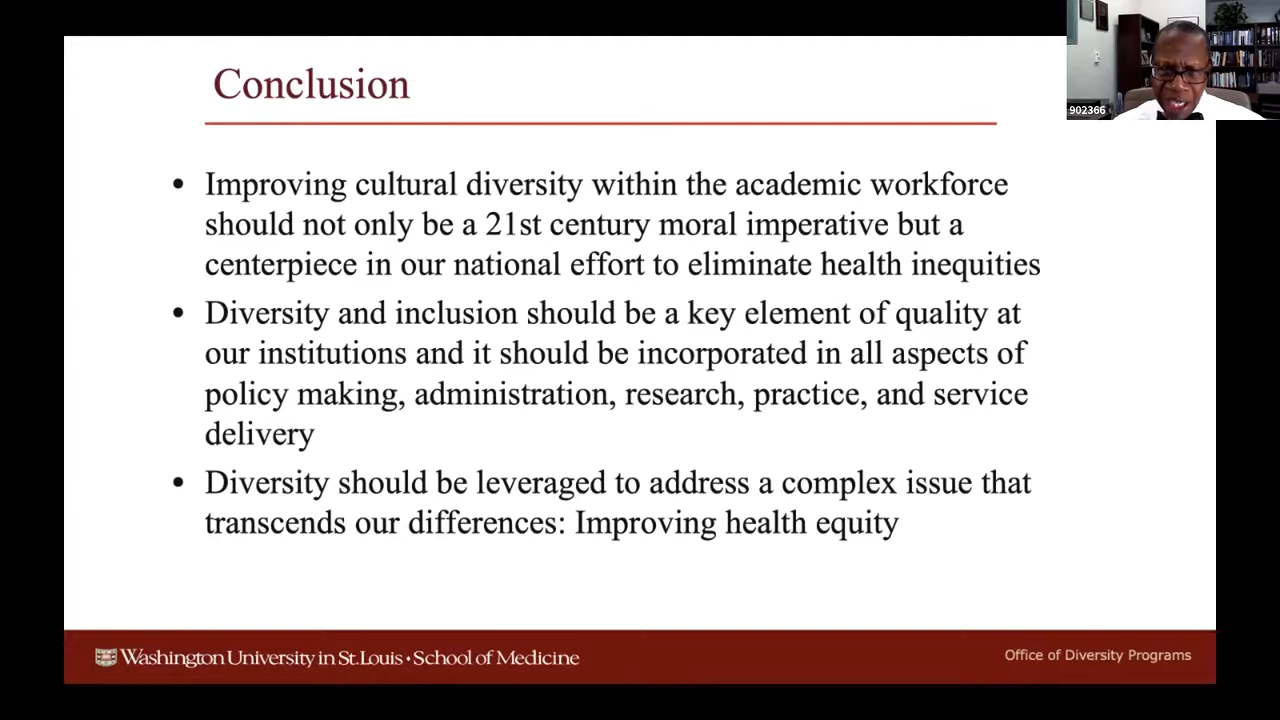 Conclusion
902366
• Improving cultural diversity within the academic workforce
should not only be a 21st century moral imperative but a
centerpiece in our national effort to eliminate health inequities
• Diversity and inclusion should be a key element of quality at
our institutions and it should be incorporated in all aspects of
policy making, administration, research, practice, and service
delivery
• Diversity should be leveraged to address a complex issue that
transcends our differences: Improving health equity
Washington University in St. Louis • School of Medicine
Office of Diversity Programs